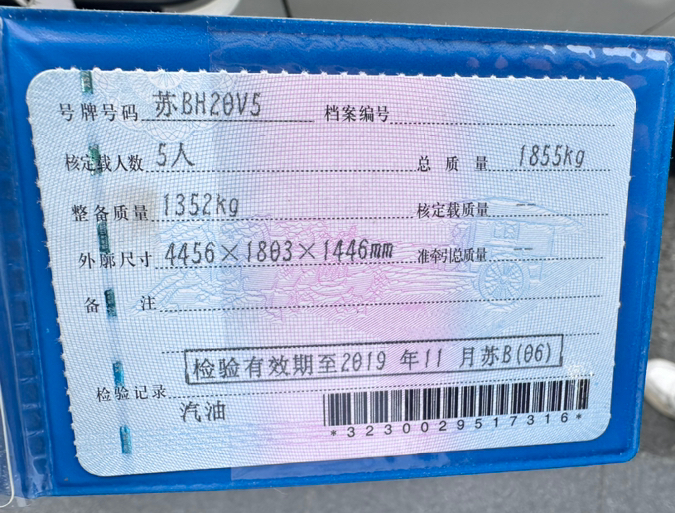 号牌号码 苏BH20V5 档案编号
核定载人数 5人 总质量 1855kg
整备质量 1352kg 核定载质量 --
外廓尺寸 4456×1803×1446mm 准牵引总质量 --
备注
检验有效期至2019年11月苏B(06)
检验记录
汽油
*3230029517316*